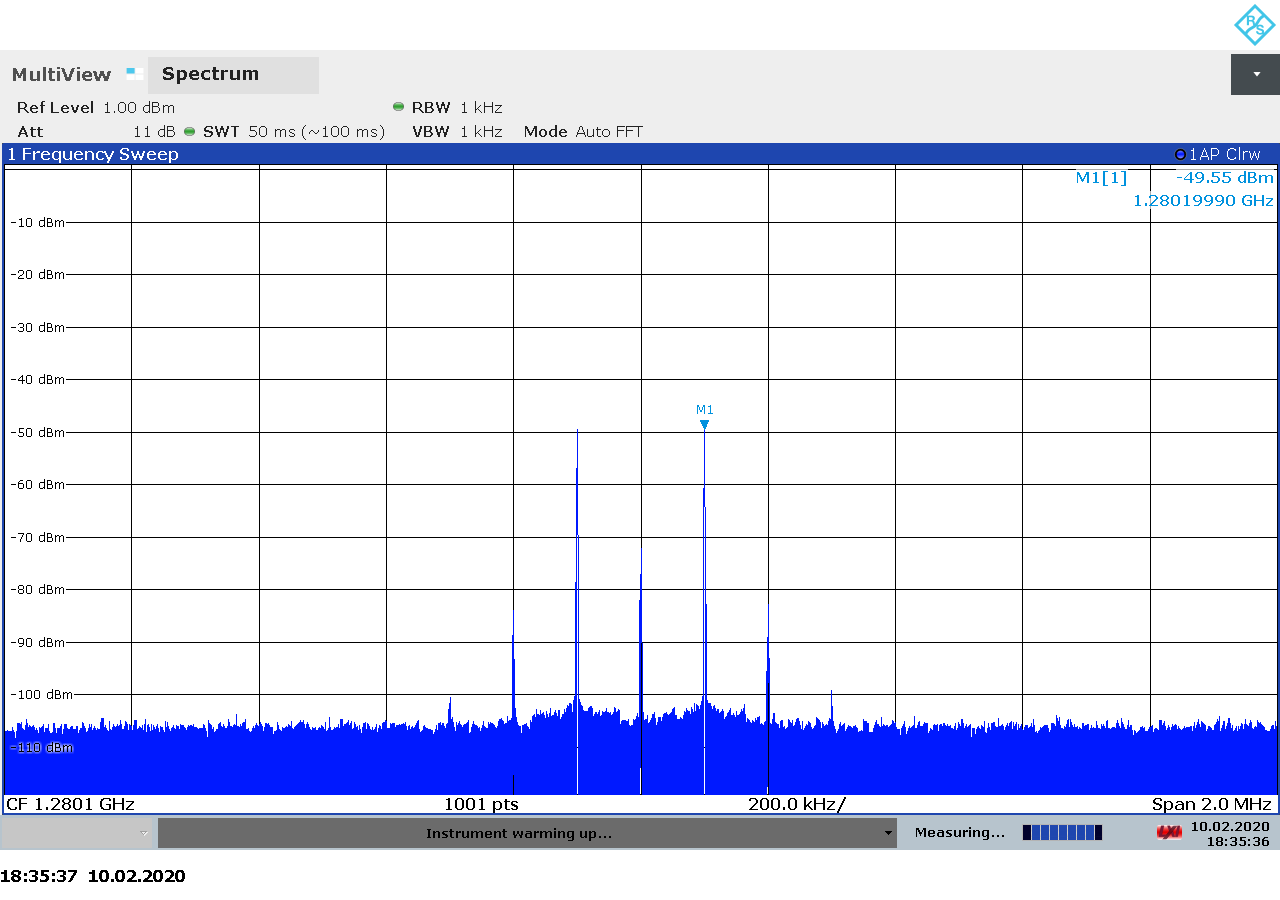 R/S
MultiView Spectrum
Ref Level 1.00 dBm RBW 1 kHz
Att 11 dB SWT 50 ms (~100 ms) VBW 1 kHz Mode Auto FFT
1 Frequency Sweep 1AP Clrw
M1[1] -49.55 dBm
1.28019990 GHz
-10 dBm
-20 dBm
-30 dBm
-40 dBm
M1
-50 dBm
-60 dBm
-70 dBm
-80 dBm
-90 dBm
-100 dBm
-110 dBm
CF 1.2801 GHz 1001 pts 200.0 kHz/ Span 2.0 MHz
Instrument warming up... Measuring... LXI 10.02.2020
18:35:36
18:35:37 10.02.2020